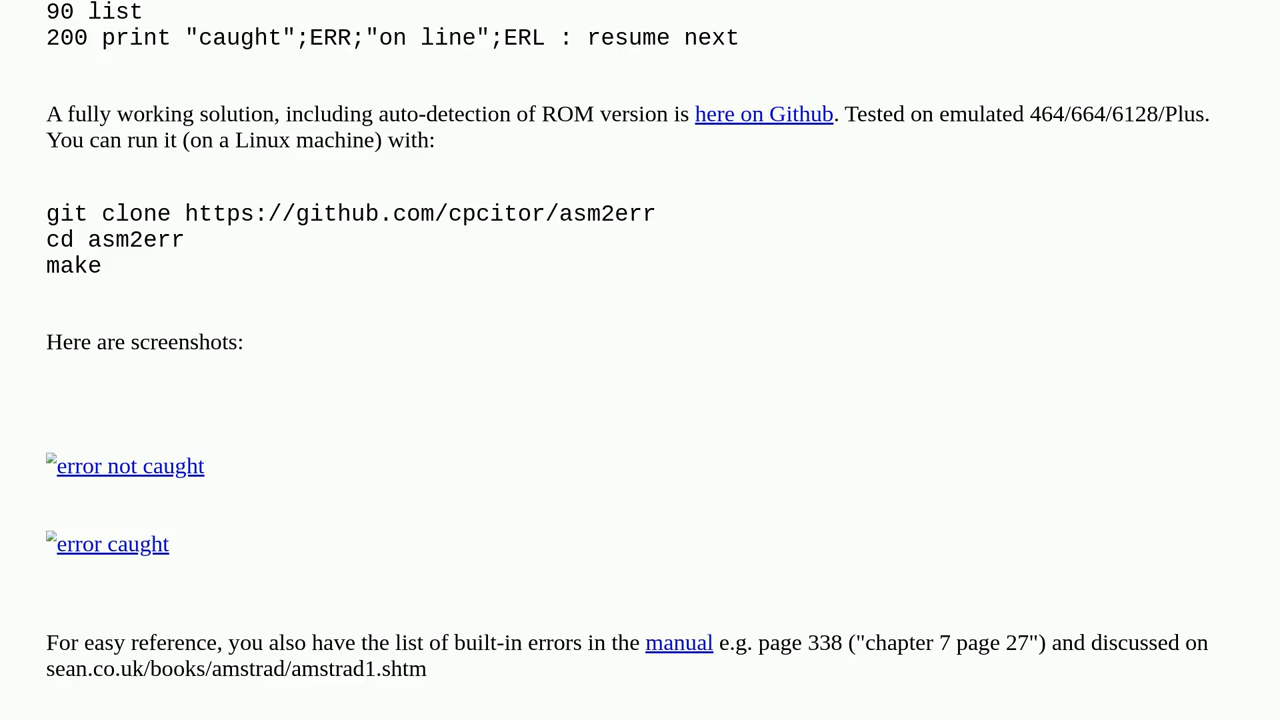 90 list
200 print "caught";ERR;"on line";ERL : resume next
A fully working solution, including auto-detection of ROM version is here on Github. Tested on emulated 464/664/6128/Plus.
You can run it (on a Linux machine) with:
git clone https://github.com/cpcitor/asm2err
cd asm2err
make
Here are screenshots:
error not caught
error caught
For easy reference, you also have the list of built-in errors in the manual e.g. page 338 ("chapter 7 page 27") and discussed on
sean.co.uk/books/amstrad/amstrad1.shtm